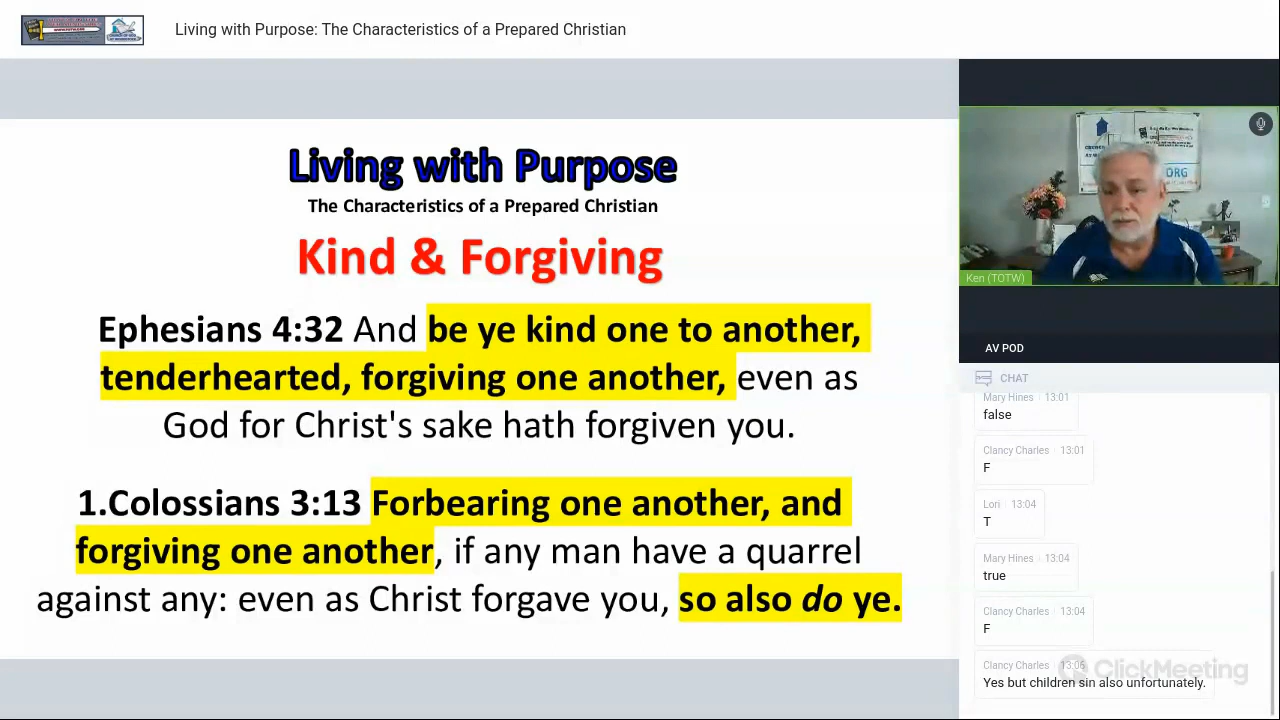 Living with Purpose: The Characteristics of a Prepared Christian
Living with Purpose
The Characteristics of a Prepared Christian
Kind & Forgiving
Ephesians 4:32 And be ye kind one to another,
tenderhearted, forgiving one another, even as
God for Christ's sake hath forgiven you.
1.Colossians 3:13 Forbearing one another, and
forgiving one another, if any man have a quarrel
against any: even as Christ forgave you, so also do ye.
ORG
Ken (TOTW)
AV POD
CHAT
Mary Hines 13:01
false
Clancy Charles 13:01
F
Lori 13:04
T
Mary Hines 13:04
true
Clancy Charles 13:04
F
Clancy Charles 13:05
ClickMeeting
Yes but children sin also unfortunately.